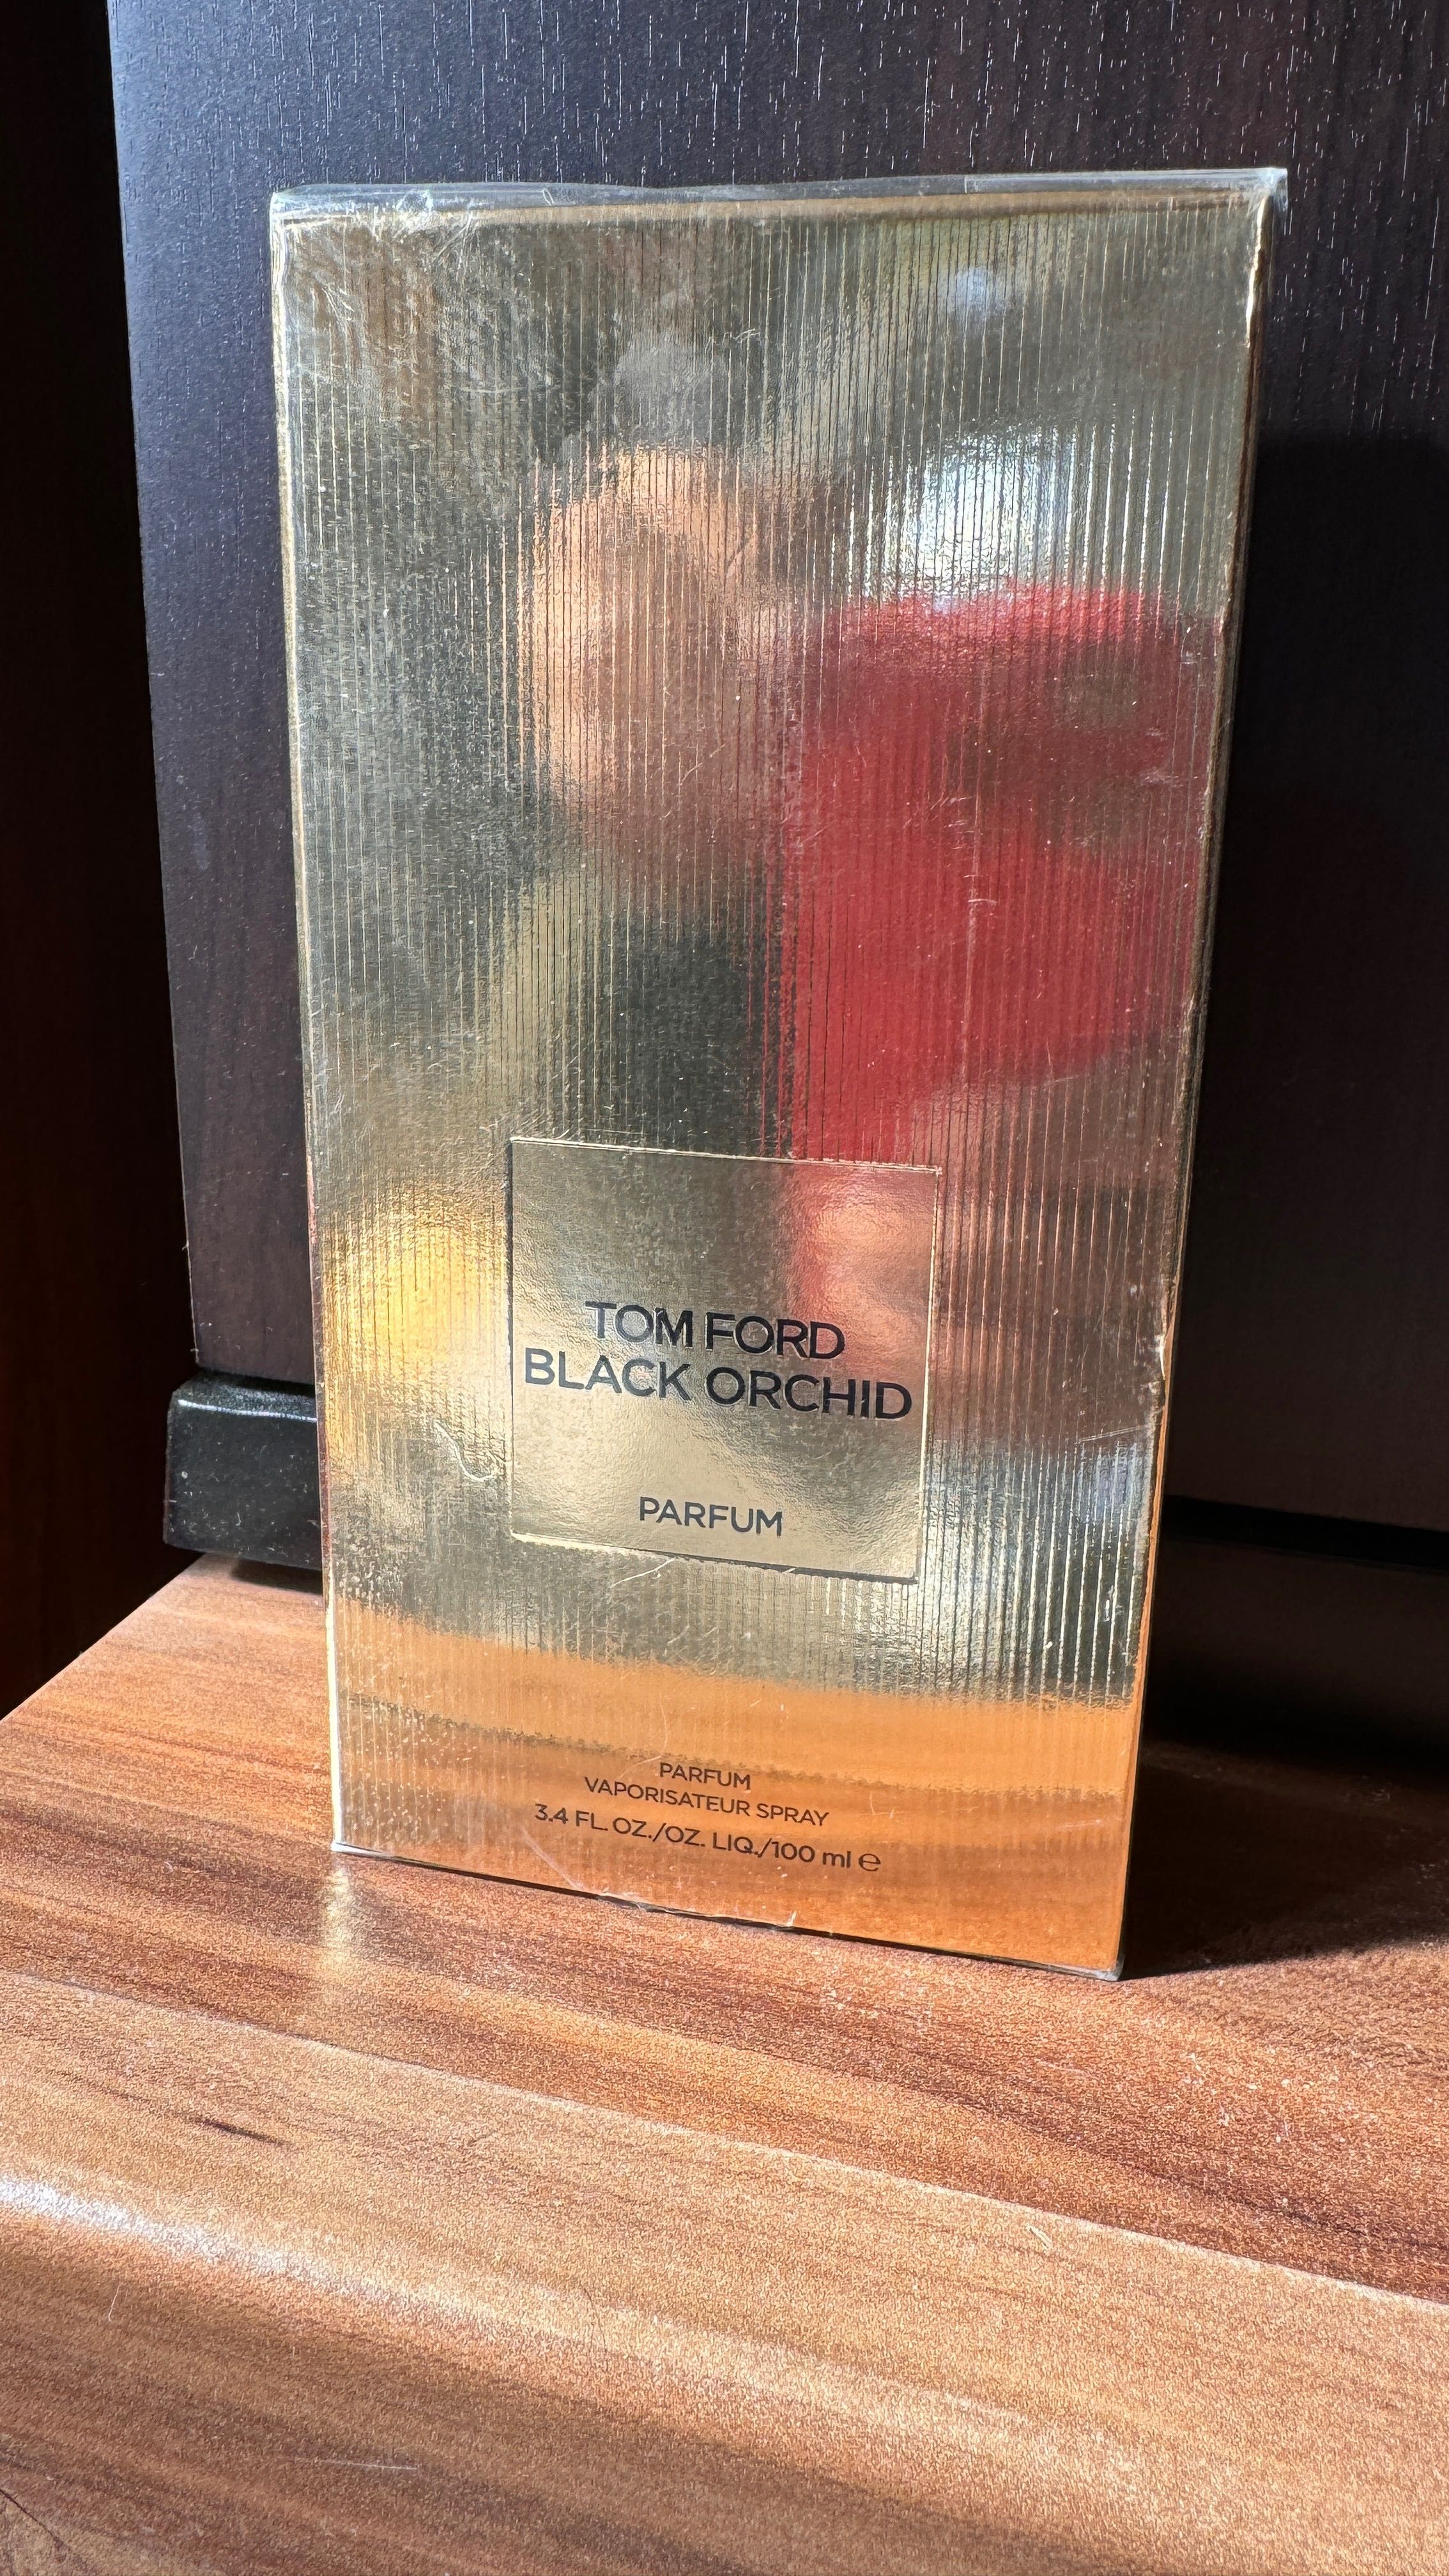 TOM FORD
BLACK ORCHID
PARFUM
PARFUM
VAPORISATEUR SPRAY
3.4 FL. OZ./OZ. LIQ./100 ml ℮